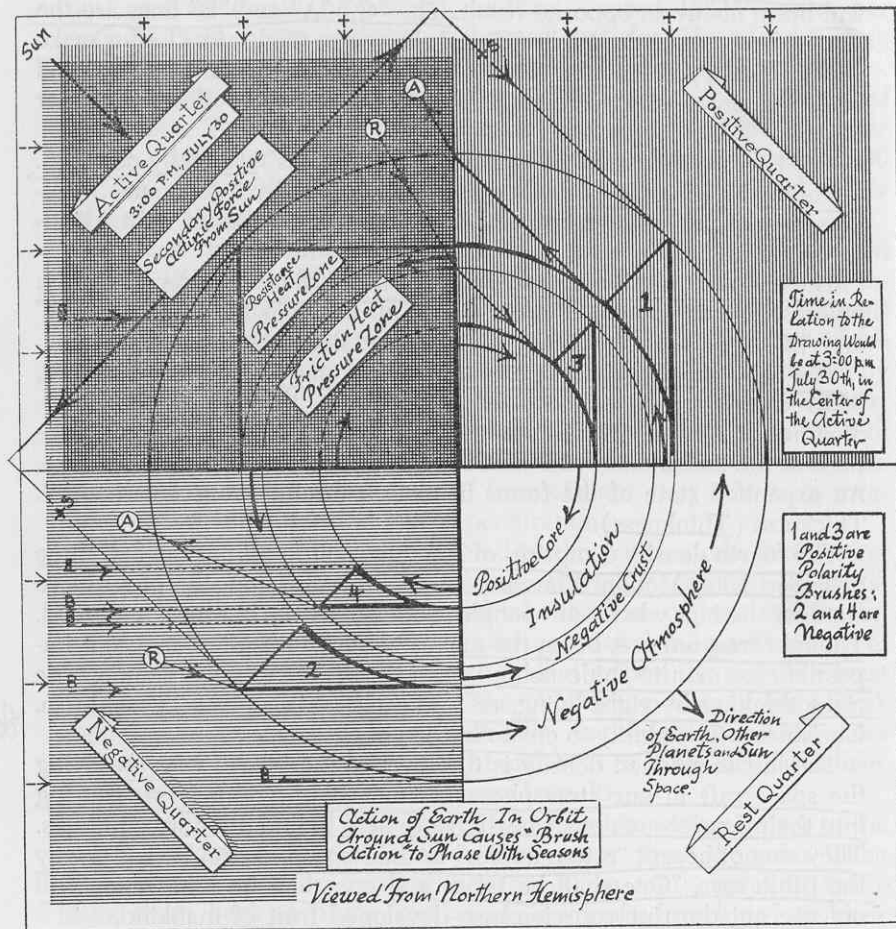 Sun
Active Quarter
3:00 P.M., JULY 30
Secondary Positive
Actinic Force
From Sun
Resistance
Heat
Pressure Zone
Friction Heat
Pressure Zone
A
R
S
Positive Quarter
1
3
Time in Re-
lation to the
Drawing Would
be at 3:00 p.m
July 30th, in
the Center of
the Active
Quarter
S
A
R
4
2
Positive Core
Insulation
Negative Crust
Negative Atmosphere
1 and 3 are
Positive
Polarity
Brushes;
2 and 4 are
Negative
Direction
of Earth, Other
Planets and Sun
Through
Space.
Negative Quarter
Rest Quarter
Action of Earth In Orbit
Around Sun Causes "Brush
Action" to Phase With Seasons
Viewed From Northern Hemisphere